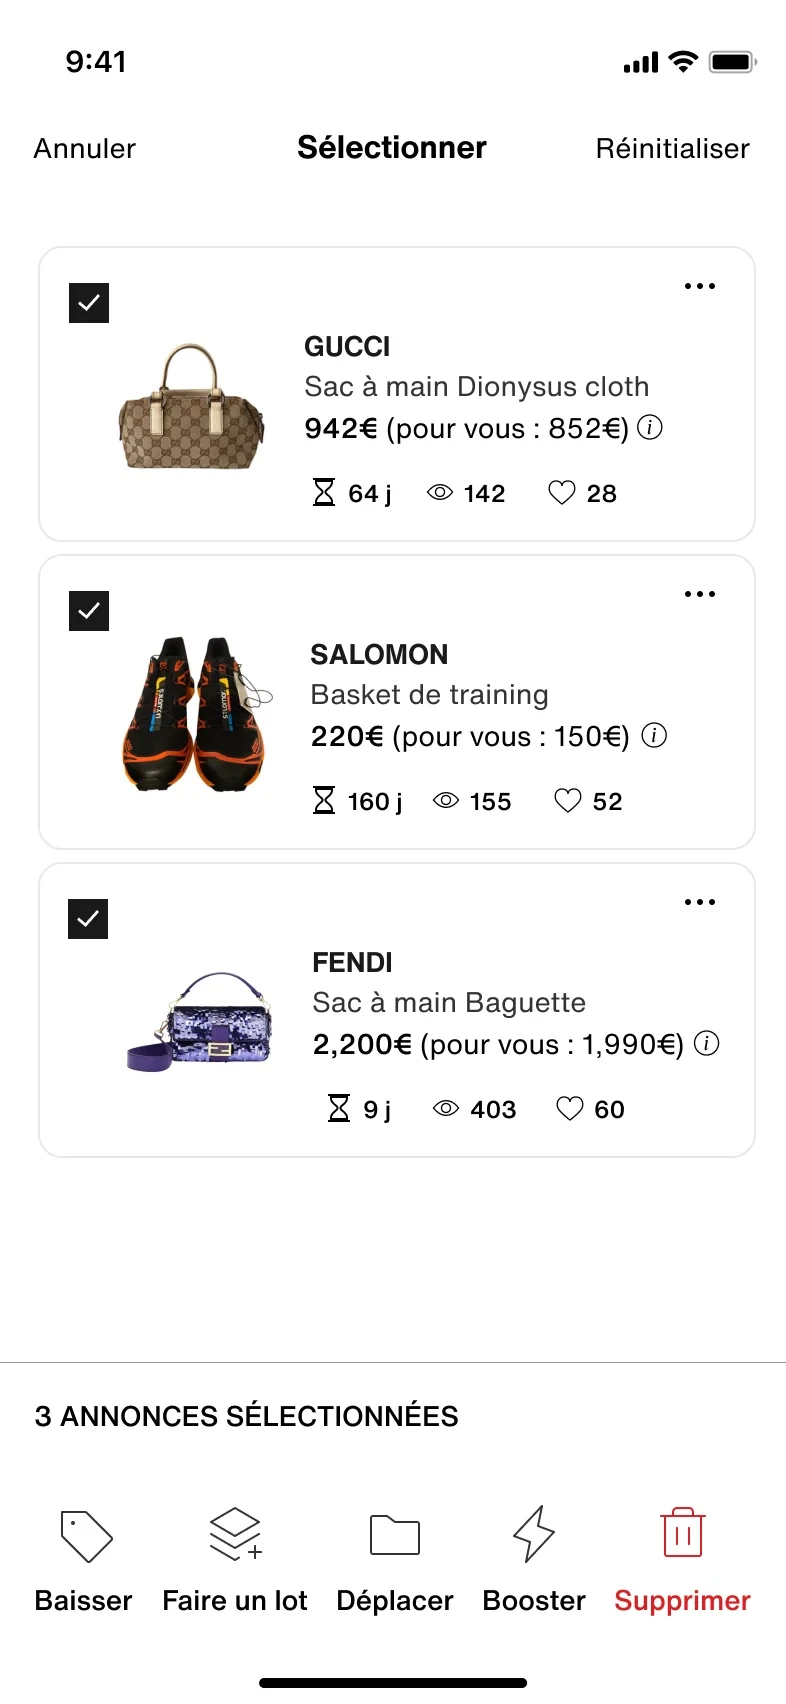 9:41
Annuler
Sélectionner
Réinitialiser
GUCCI
Sac à main Dionysus cloth
942€ (pour vous : 852€)
64 j
142
28
SALOMON
Basket de training
220€ (pour vous : 150€)
160 j
155
52
FENDI
Sac à main Baguette
2,200€ (pour vous : 1,990€)
9 j
403
60
3 ANNONCES SÉLECTIONNÉES
Baisser
Faire un lot
Déplacer
Booster
Supprimer